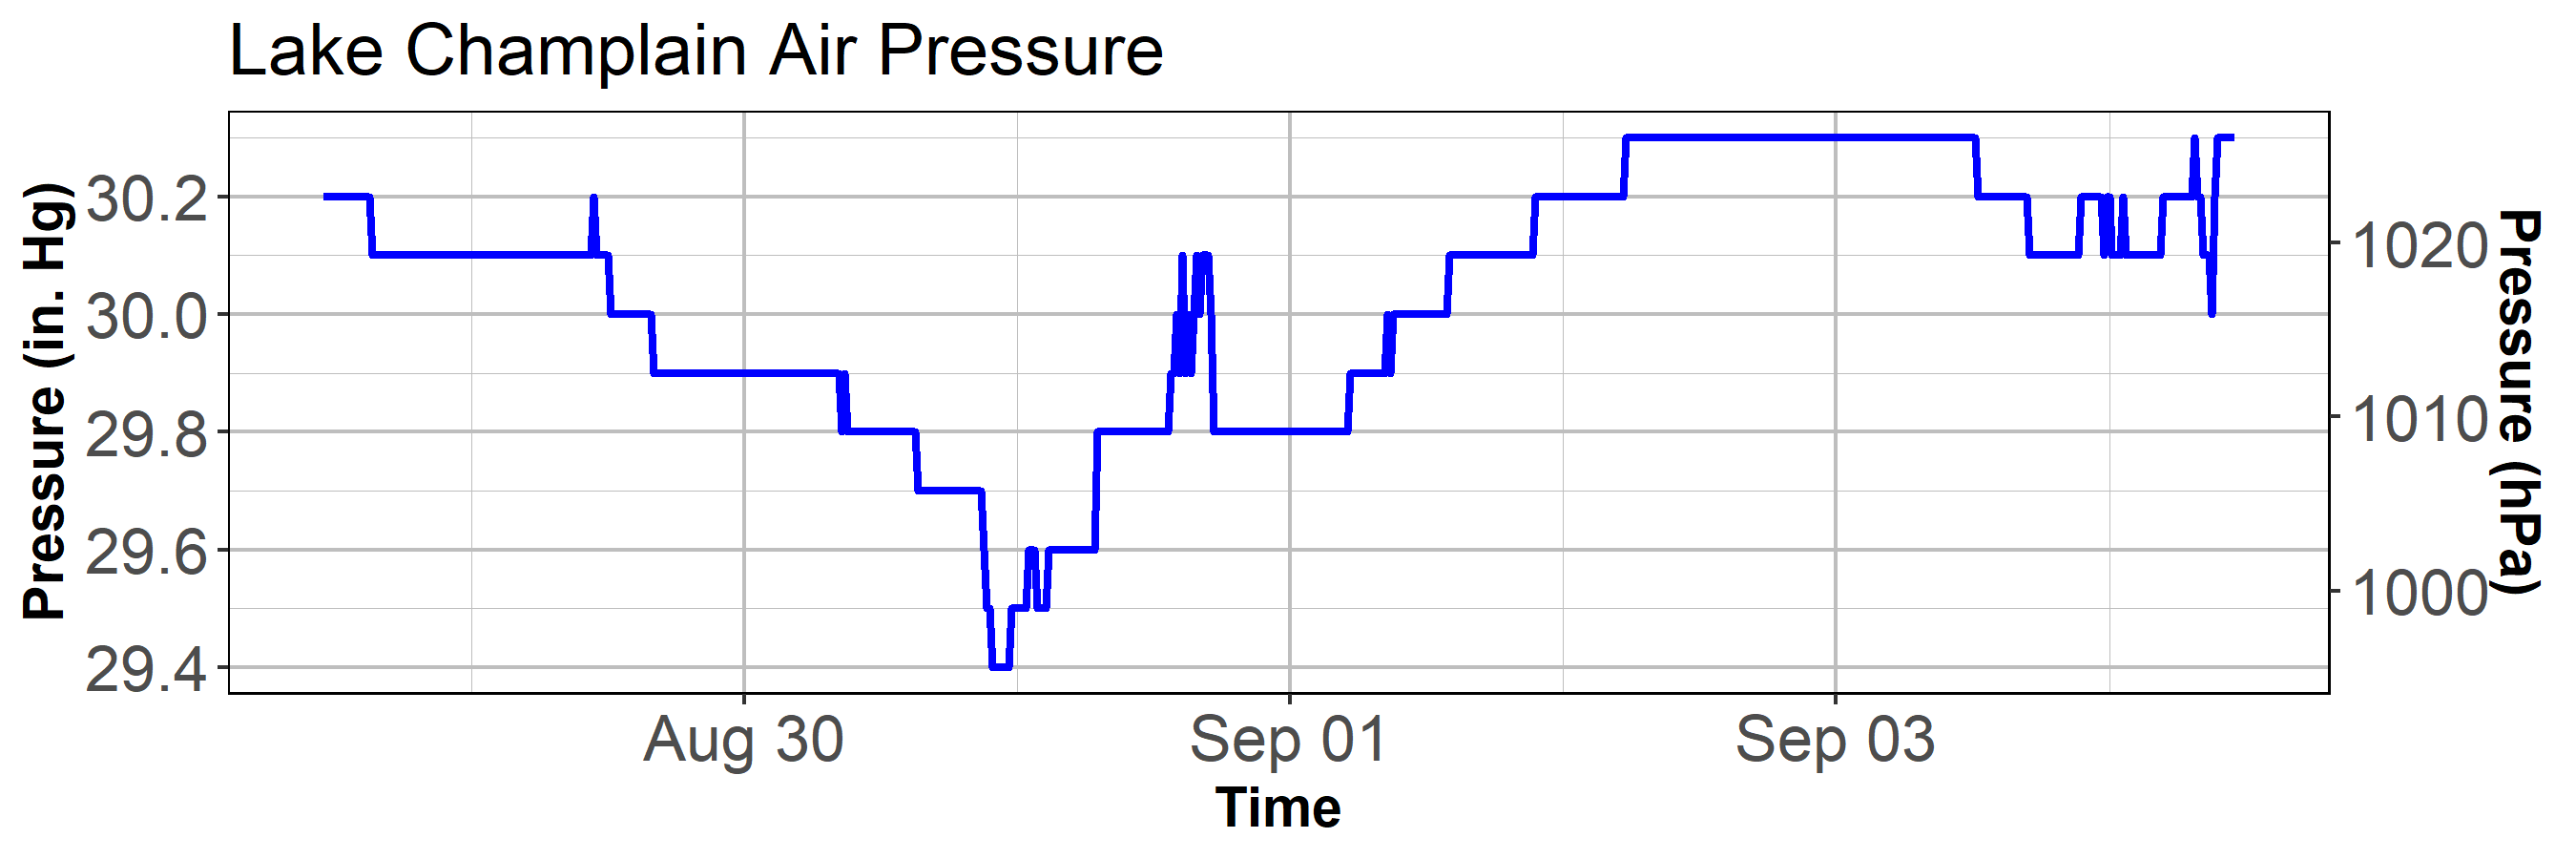 Lake Champlain Air Pressure
Pressure (in. Hg)
30.2
30.0
29.8
29.6
29.4
1020
1010
1000
Pressure (hPa)
Aug 30
Sep 01
Sep 03
Time